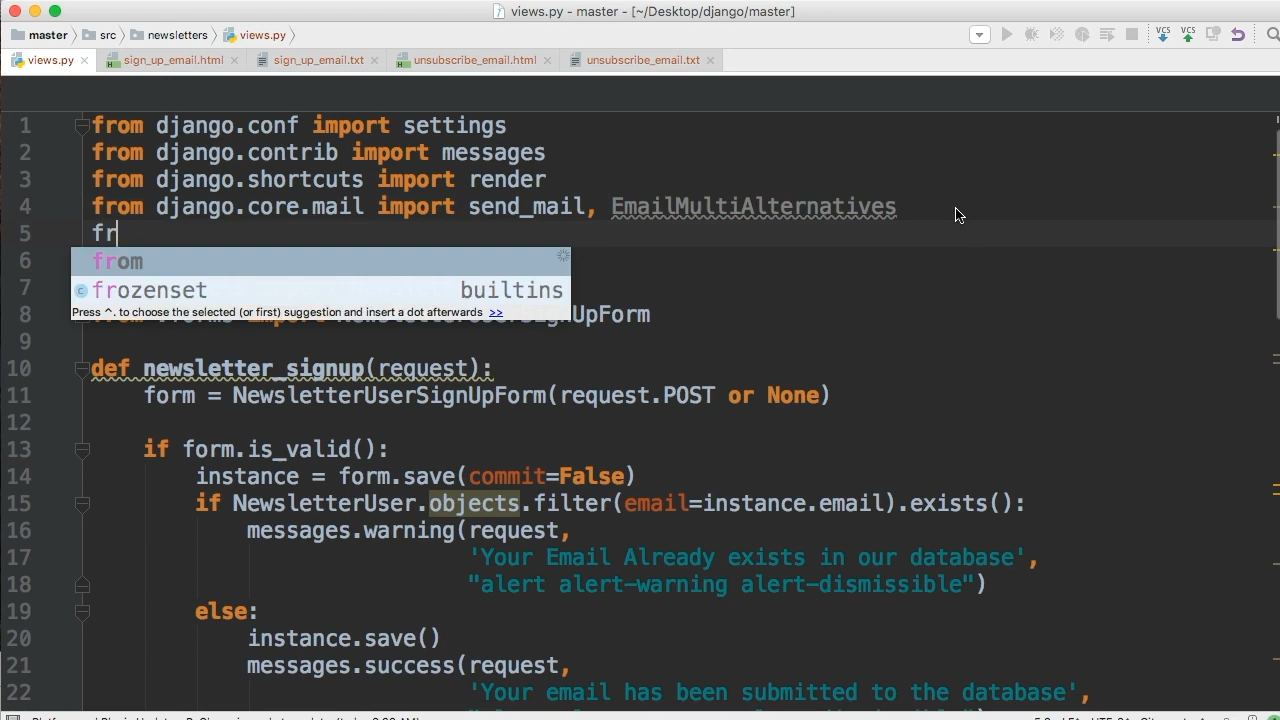 views.py - master - [~/Desktop/django/master]
master src newsletters views.py
VCS VCS
views.py sign_up_email.html sign_up_email.txt unsubscribe_email.html unsubscribe_email.txt
1 from django.conf import settings
2 from django.contrib import messages
3 from django.shortcuts import render
4 from django.core.mail import send_mail, EmailMultiAlternatives
5 fr
6 from
7 frozenset builtins
Press ^. to choose the selected (or first) suggestion and insert a dot afterwards >>
8 UpForm
9
10 def newsletter_signup(request):
11 form = NewsletterUserSignUpForm(request.POST or None)
12
13 if form.is_valid():
14 instance = form.save(commit=False)
15 if NewsletterUser.objects.filter(email=instance.email).exists():
16 messages.warning(request,
17 'Your Email Already exists in our database',
18 "alert alert-warning alert-dismissible")
19 else:
20 instance.save()
21 messages.success(request,
22 'Your email has been submitted to the database',